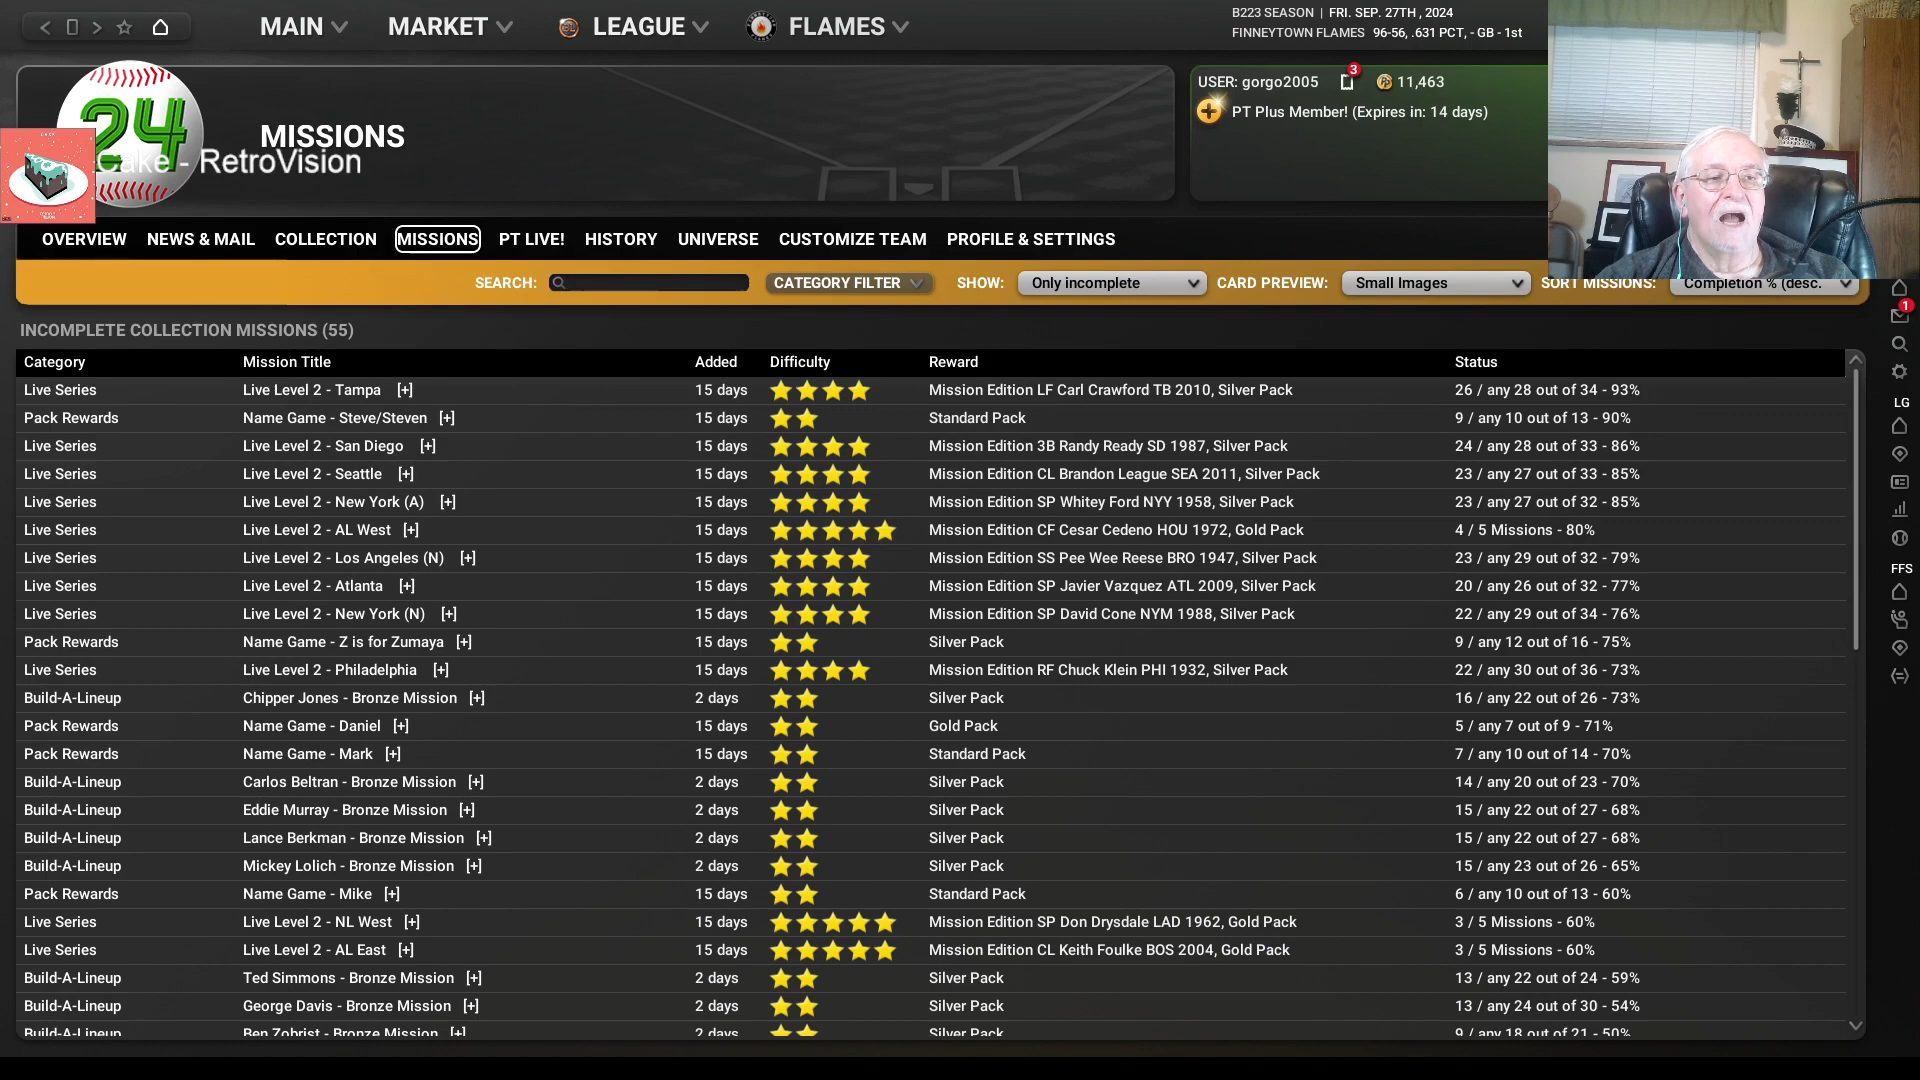 MAIN MARKET LEAGUE FLAMES
B223 SEASON | FRI. SEP. 27TH , 2024
FINNEYTOWN FLAMES 96-56, .631 PCT, - GB - 1st
24
MISSIONS
Cake - RetroVision
USER: gorgo2005 3 11,463
PT Plus Member! (Expires in: 14 days)
OVERVIEW NEWS & MAIL COLLECTION MISSIONS PT LIVE! HISTORY UNIVERSE CUSTOMIZE TEAM PROFILE & SETTINGS
SEARCH: CATEGORY FILTER SHOW: Only incomplete CARD PREVIEW: Small Images SORT MISSIONS: Completion % (desc.
INCOMPLETE COLLECTION MISSIONS (55)
Category Mission Title Added Difficulty Reward Status
Live Series Live Level 2 - Tampa [+] 15 days Mission Edition LF Carl Crawford TB 2010, Silver Pack 26 / any 28 out of 34 - 93%
Pack Rewards Name Game - Steve/Steven [+] 15 days Standard Pack 9 / any 10 out of 13 - 90%
Live Series Live Level 2 - San Diego [+] 15 days Mission Edition 3B Randy Ready SD 1987, Silver Pack 24 / any 28 out of 33 - 86%
Live Series Live Level 2 - Seattle [+] 15 days Mission Edition CL Brandon League SEA 2011, Silver Pack 23 / any 27 out of 33 - 85%
Live Series Live Level 2 - New York (A) [+] 15 days Mission Edition SP Whitey Ford NYY 1958, Silver Pack 23 / any 27 out of 32 - 85%
Live Series Live Level 2 - AL West [+] 15 days Mission Edition CF Cesar Cedeno HOU 1972, Gold Pack 4 / 5 Missions - 80%
Live Series Live Level 2 - Los Angeles (N) [+] 15 days Mission Edition SS Pee Wee Reese BRO 1947, Silver Pack 23 / any 29 out of 32 - 79%
Live Series Live Level 2 - Atlanta [+] 15 days Mission Edition SP Javier Vazquez ATL 2009, Silver Pack 20 / any 26 out of 32 - 77%
Live Series Live Level 2 - New York (N) [+] 15 days Mission Edition SP David Cone NYM 1988, Silver Pack 22 / any 29 out of 34 - 76%
Pack Rewards Name Game - Z is for Zumaya [+] 15 days Silver Pack 9 / any 12 out of 16 - 75%
Live Series Live Level 2 - Philadelphia [+] 15 days Mission Edition RF Chuck Klein PHI 1932, Silver Pack 22 / any 30 out of 36 - 73%
Build-A-Lineup Chipper Jones - Bronze Mission [+] 2 days Silver Pack 16 / any 22 out of 26 - 73%
Pack Rewards Name Game - Daniel [+] 15 days Gold Pack 5 / any 7 out of 9 - 71%
Pack Rewards Name Game - Mark [+] 15 days Standard Pack 7 / any 10 out of 14 - 70%
Build-A-Lineup Carlos Beltran - Bronze Mission [+] 2 days Silver Pack 14 / any 20 out of 23 - 70%
Build-A-Lineup Eddie Murray - Bronze Mission [+] 2 days Silver Pack 15 / any 22 out of 27 - 68%
Build-A-Lineup Lance Berkman - Bronze Mission [+] 2 days Silver Pack 15 / any 22 out of 27 - 68%
Build-A-Lineup Mickey Lolich - Bronze Mission [+] 2 days Silver Pack 15 / any 23 out of 26 - 65%
Pack Rewards Name Game - Mike [+] 15 days Standard Pack 6 / any 10 out of 13 - 60%
Live Series Live Level 2 - NL West [+] 15 days Mission Edition SP Don Drysdale LAD 1962, Gold Pack 3 / 5 Missions - 60%
Live Series Live Level 2 - AL East [+] 15 days Mission Edition CL Keith Foulke BOS 2004, Gold Pack 3 / 5 Missions - 60%
Build-A-Lineup Ted Simmons - Bronze Mission [+] 2 days Silver Pack 13 / any 22 out of 24 - 59%
Build-A-Lineup George Davis - Bronze Mission [+] 2 days Silver Pack 13 / any 24 out of 30 - 54%
Build-A-Lineup Ben Zobrist - Bronze Mission [+] 2 days Silver Pack 9 / any 18 out of 21 - 50%
1
LG
FFS